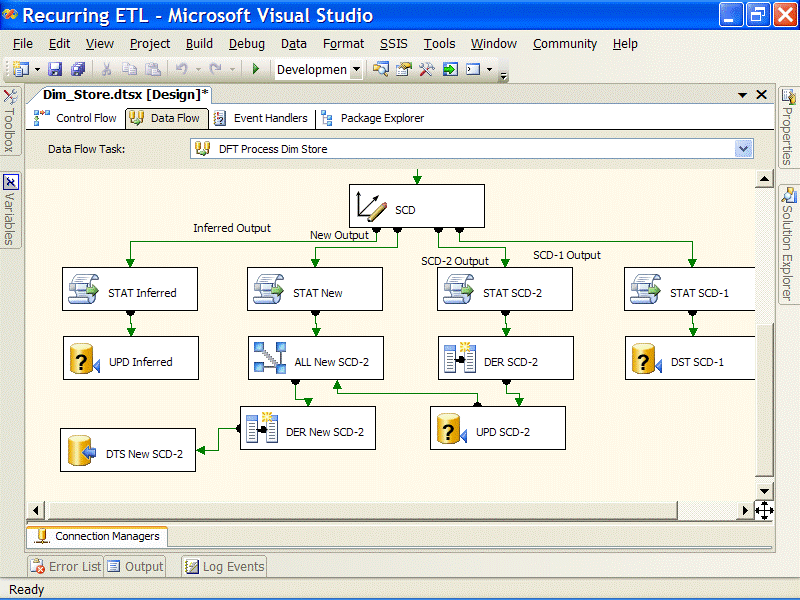 Recurring ETL - Microsoft Visual Studio
File Edit View Project Build Debug Data Format SSIS Tools Window Community Help
Developmen
Dim_Store.dtsx [Design]*
Toolbox
Variables
Properties
Solution Explorer
Control Flow Data Flow Event Handlers Package Explorer
Data Flow Task: DFT Process Dim Store
SCD
Inferred Output New Output SCD-2 Output SCD-1 Output
STAT Inferred STAT New STAT SCD-2 STAT SCD-1
UPD Inferred ALL New SCD-2 DER SCD-2 DST SCD-1
DER New SCD-2 UPD SCD-2
DTS New SCD-2
Connection Managers
Error List Output Log Events
Ready